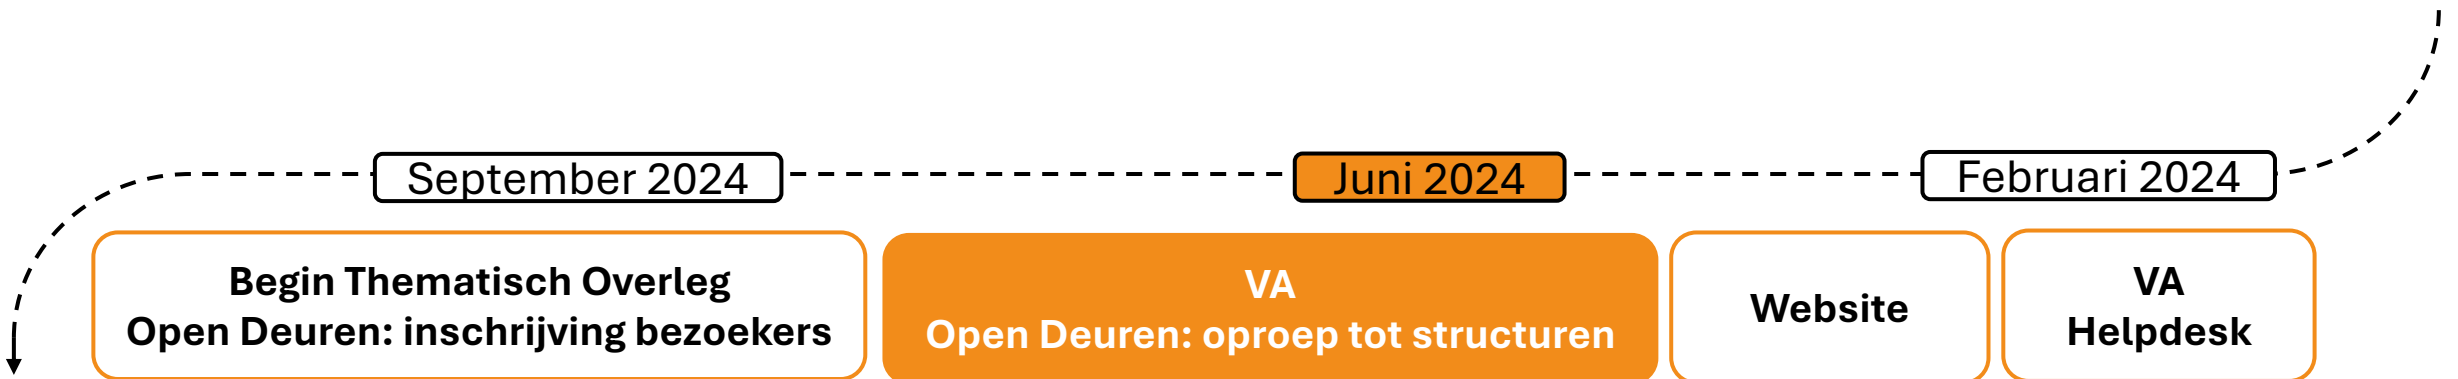 September 2024
Juni 2024
Februari 2024
Begin Thematisch Overleg
Open Deuren: inschrijving bezoekers
VA
Open Deuren: oproep tot structuren
Website
VA
Helpdesk